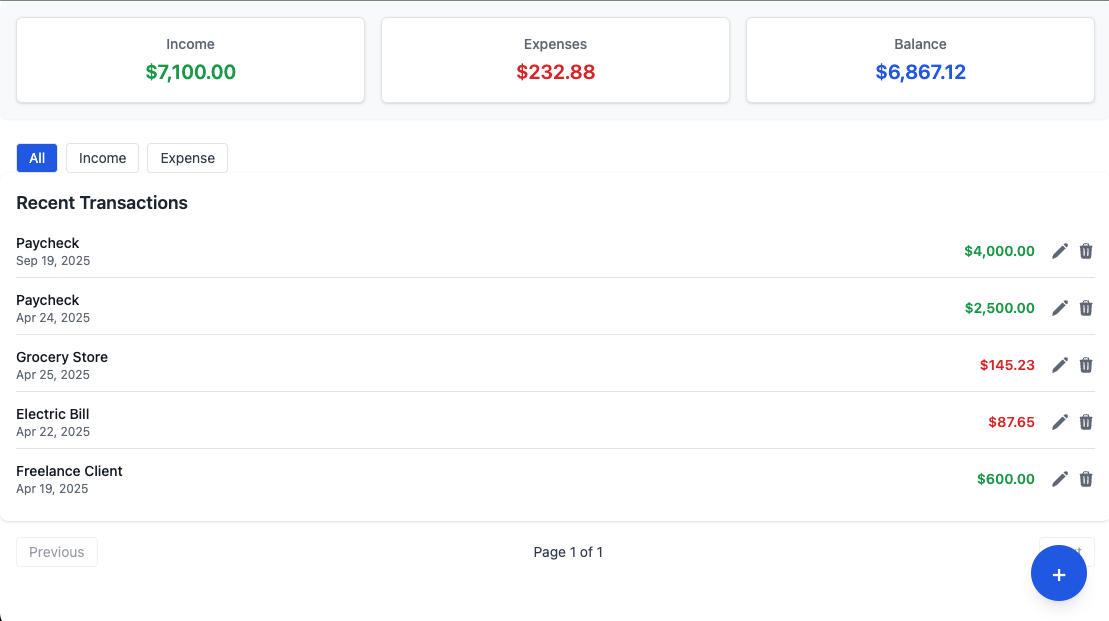 Income
$7,100.00
Expenses
$232.88
Balance
$6,867.12
All
Income
Expense
Recent Transactions
Paycheck
Sep 19, 2025
$4,000.00
Paycheck
Apr 24, 2025
$2,500.00
Grocery Store
Apr 25, 2025
$145.23
Electric Bill
Apr 22, 2025
$87.65
Freelance Client
Apr 19, 2025
$600.00
Previous
Page 1 of 1
+